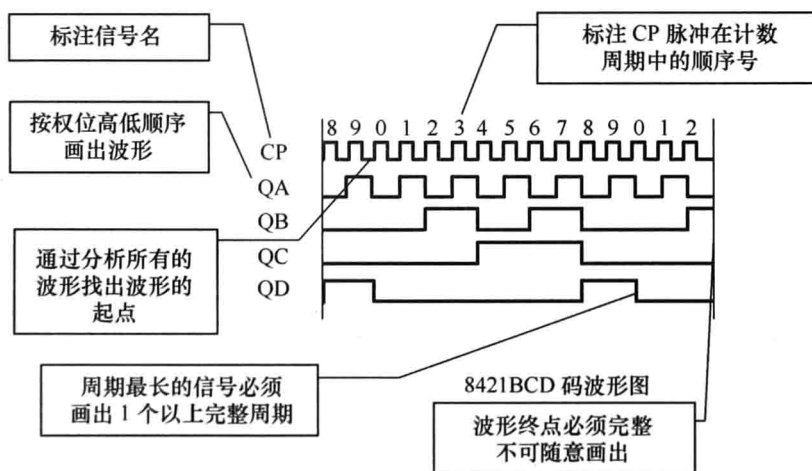 标注信号名
标注 CP 脉冲在计数
周期中的顺序号
按权位高低顺序
画出波形
8 9 0 1 2 3 4 5 6 7 8 9 0 1 2
CP
QA
QB
QC
QD
通过分析所有的
波形找出波形的
起点
周期最长的信号必须
画出 1 个以上完整周期
8421BCD 码波形图
波形终点必须完整
不可随意画出